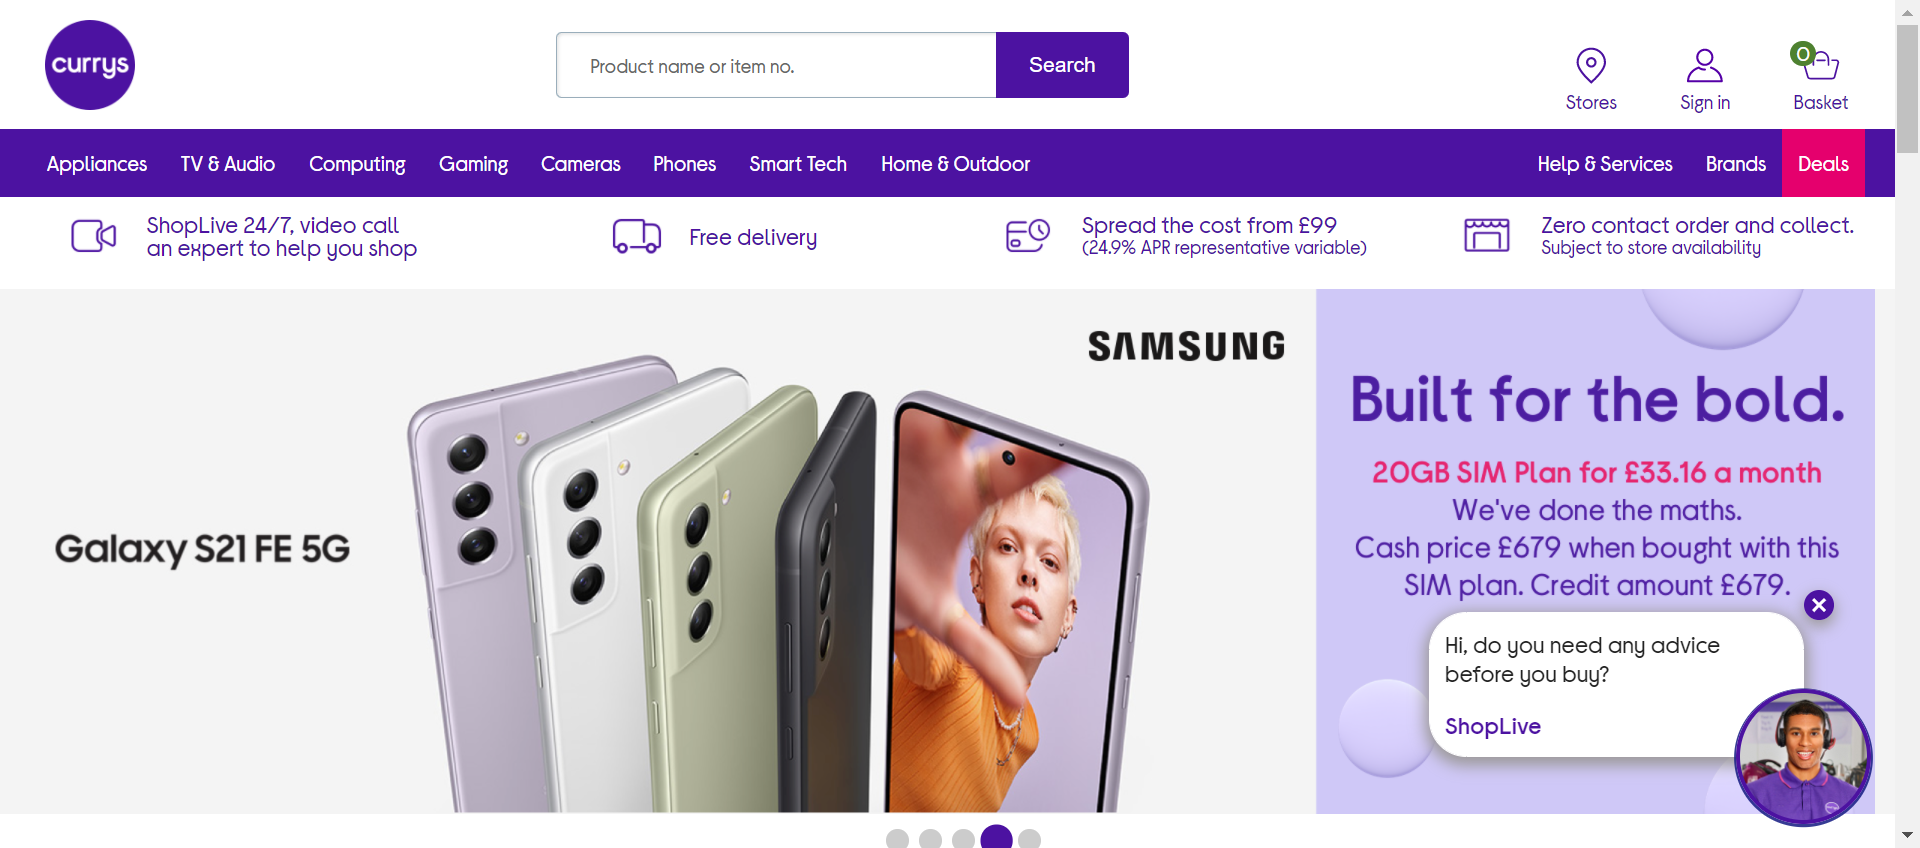 currys
Product name or item no.
Search
Stores
Sign in
0
Basket
Appliances
TV & Audio
Computing
Gaming
Cameras
Phones
Smart Tech
Home & Outdoor
Help & Services
Brands
Deals
ShopLive 24/7, video call
an expert to help you shop
Free delivery
Spread the cost from £99
(24.9% APR representative variable)
Zero contact order and collect.
Subject to store availability
SAMSUNG
Galaxy S21 FE 5G
Built for the bold.
20GB SIM Plan for £33.16 a month
We've done the maths.
Cash price £679 when bought with this
SIM plan. Credit amount £679.
Hi, do you need any advice
before you buy?
ShopLive